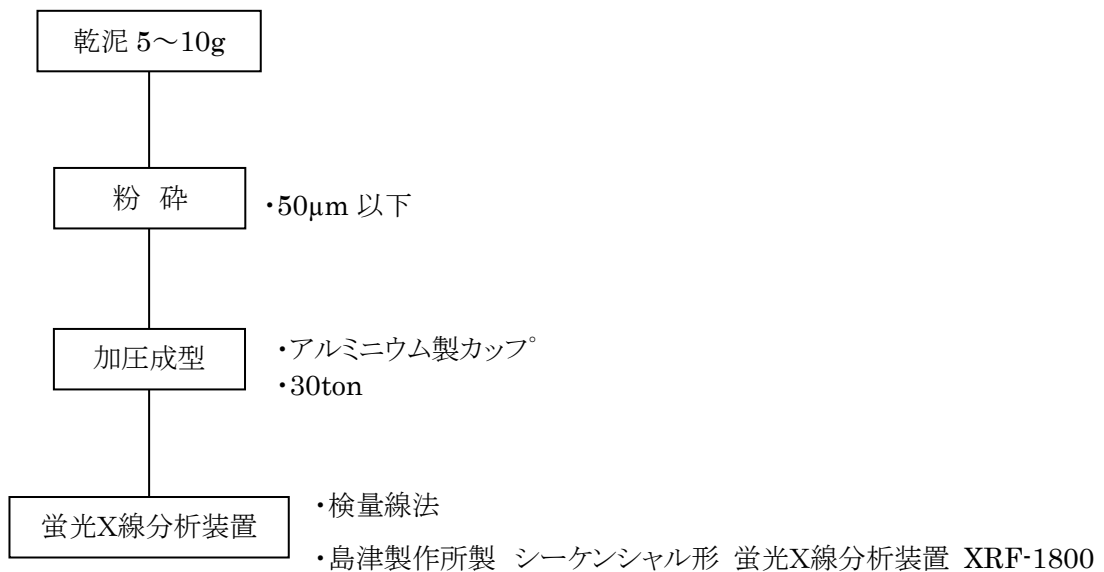 乾泥 5～10g
粉 砕
・50µm 以下
加圧成型
・アルミニウム製カップ
・30ton
蛍光X線分析装置
・検量線法
・島津製作所製 シーケンシャル形 蛍光X線分析装置 XRF-1800